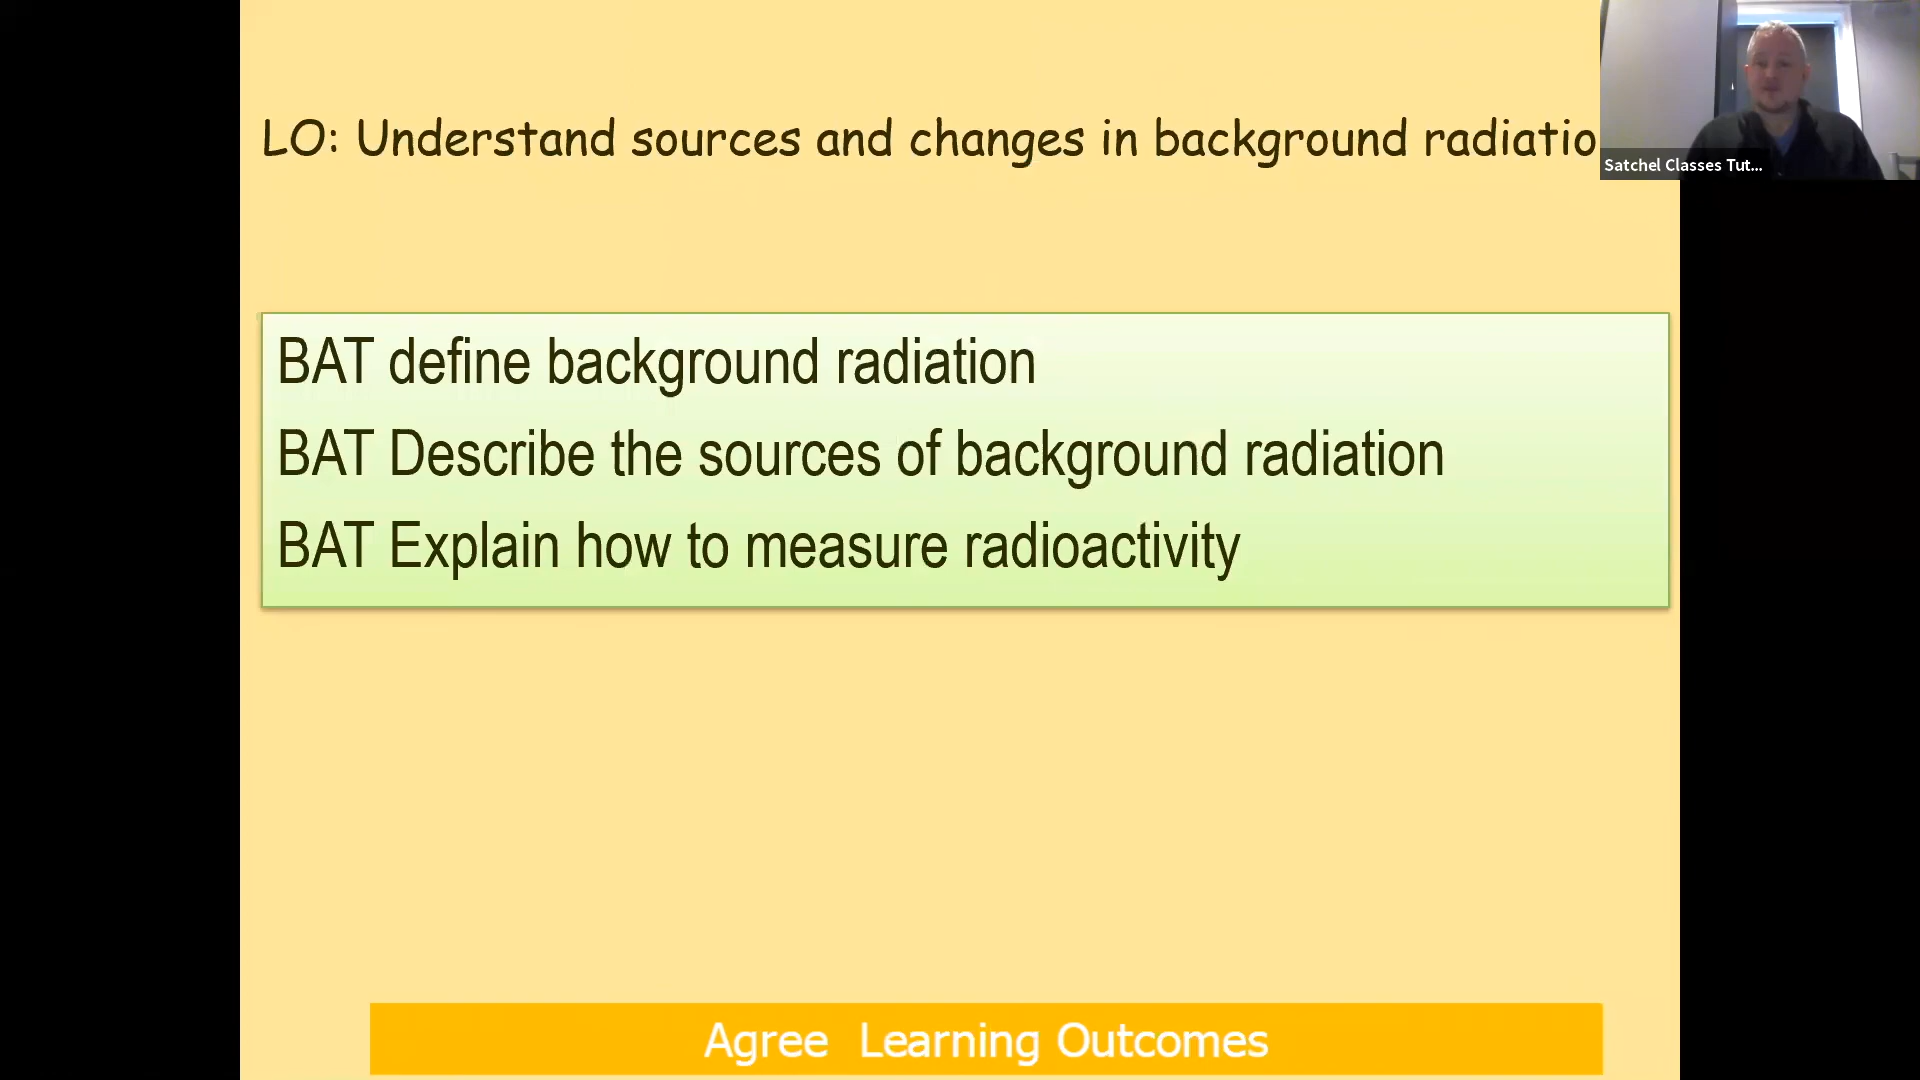 LO: Understand sources and changes in background radiatio
Satchel Classes Tut...
BAT define background radiation
BAT Describe the sources of background radiation
BAT Explain how to measure radioactivity
Agree Learning Outcomes